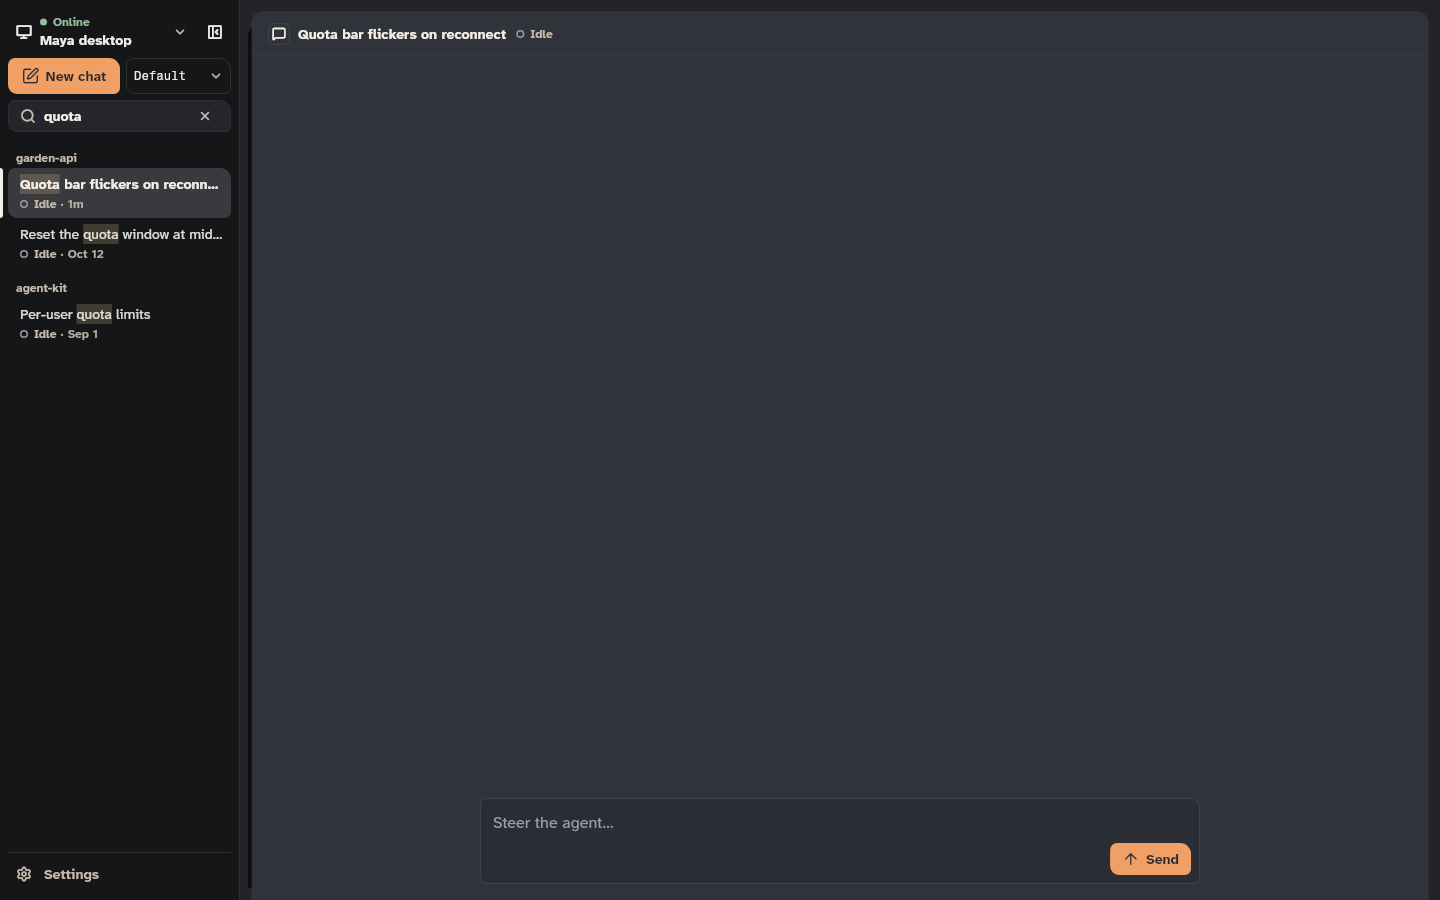 Online
Maya desktop
New chat
Default
quota
garden-api
Quota bar flickers on reconn...
Idle · 1m
Reset the quota window at mid...
Idle · Oct 12
agent-kit
Per-user quota limits
Idle · Sep 1
Settings
Quota bar flickers on reconnect
Idle
Steer the agent...
Send